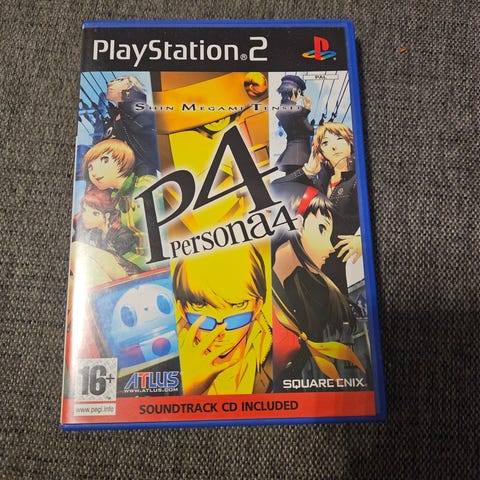 PlayStation®2
PAL
SHIN MEGAMI TENSEI
P4
Persona4
16+
www.pegi.info
ATLUS
WWW.ATLUS.COM
SQUARE ENIX
SOUNDTRACK CD INCLUDED